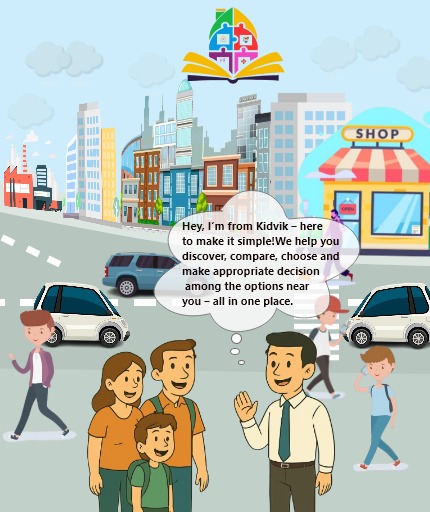 SHOP
OPEN
Hey, I'm from Kidvik – here
to make it simple!We help you
discover, compare, choose and
make appropriate decision
among the options near
you – all in one place.